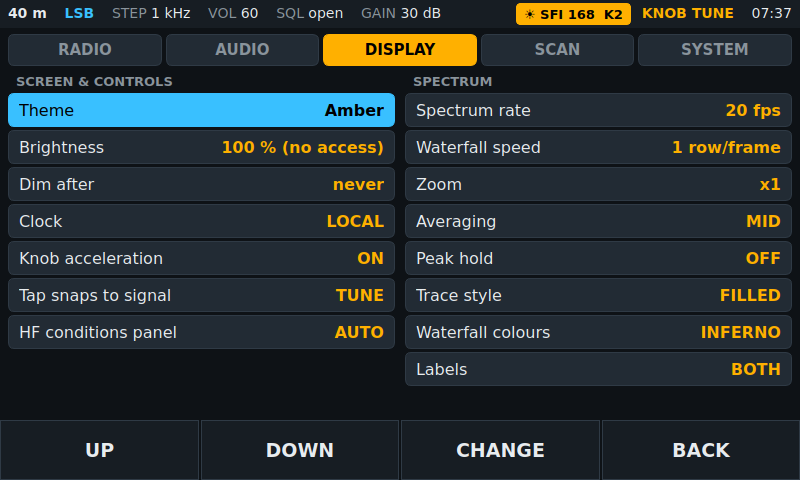 40 m LSB STEP 1 kHz VOL 60 SQL open GAIN 30 dB ☀ SFI 168 K2 KNOB TUNE 07:37
RADIO AUDIO DISPLAY SCAN SYSTEM
SCREEN & CONTROLS
Theme Amber
Brightness 100 % (no access)
Dim after never
Clock LOCAL
Knob acceleration ON
Tap snaps to signal TUNE
HF conditions panel AUTO
SPECTRUM
Spectrum rate 20 fps
Waterfall speed 1 row/frame
Zoom x1
Averaging MID
Peak hold OFF
Trace style FILLED
Waterfall colours INFERNO
Labels BOTH
UP DOWN CHANGE BACK